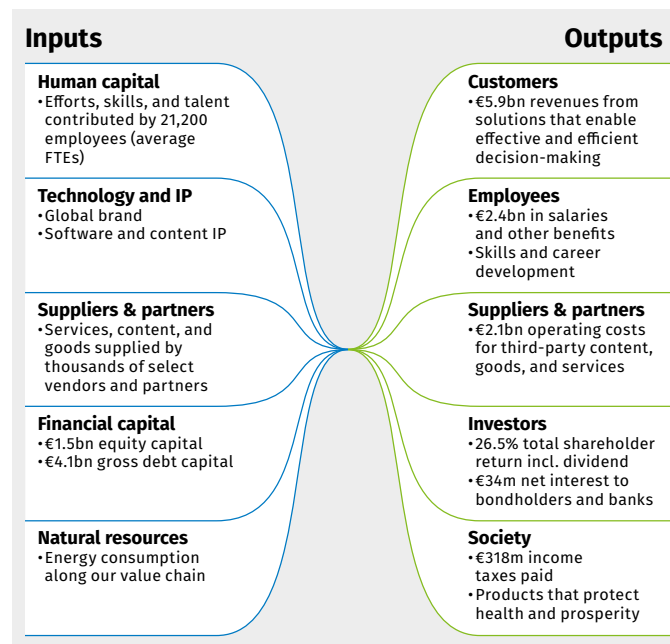 Inputs
Human capital
•Efforts, skills, and talent
contributed by 21,200
employees (average
FTEs)
Technology and IP
•Global brand
•Software and content IP
Suppliers & partners
•Services, content, and
goods supplied by
thousands of select
vendors and partners
Financial capital
•€1.5bn equity capital
•€4.1bn gross debt capital
Natural resources
•Energy consumption
along our value chain
Outputs
Customers
•€5.9bn revenues from
solutions that enable
effective and efficient
decision-making
Employees
•€2.4bn in salaries
and other benefits
•Skills and career
development
Suppliers & partners
•€2.1bn operating costs
for third-party content,
goods, and services
Investors
•26.5% total shareholder
return incl. dividend
•€34m net interest to
bondholders and banks
Society
•€318m income
taxes paid
•Products that protect
health and prosperity